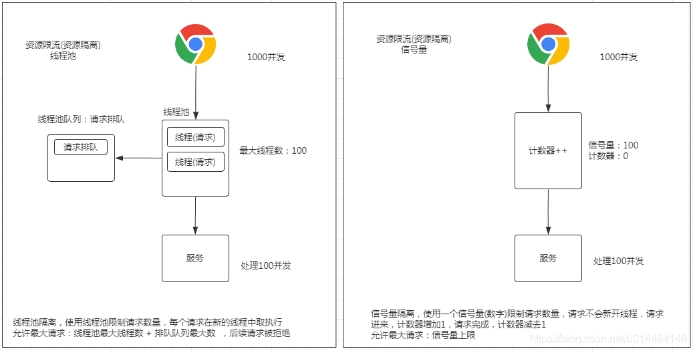 资源限流(资源隔离)
线程池
1000并发
线程池
线程池队列：请求排队
请求排队
线程(请求)
线程(请求)
最大线程数：100
服务
处理100并发
线程池隔离，使用线程池限制请求数量，每个请求在新的线程中取执行
允许最大请求：线程池最大线程数 + 排队队列最大数 ，后续请求被拒绝
资源限流(资源隔离)
信号量
1000并发
计数器++
信号量：100
计数器：0
服务
处理100并发
信号量隔离，使用一个信号量(数字)限制请求数量，请求不会新开线程，请求
进来，计数器增加1，请求完成，计数器减去1
允许最大请求：信号量上限